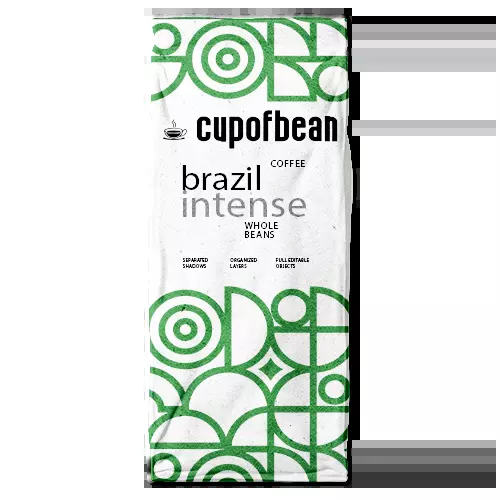 cupofbean
COFFEE
brazil
intense
WHOLE
BEANS
SEPARATED
SHADOWS
ORGANIZED
LAYERS
FULL EDITABLE
OBJECTS